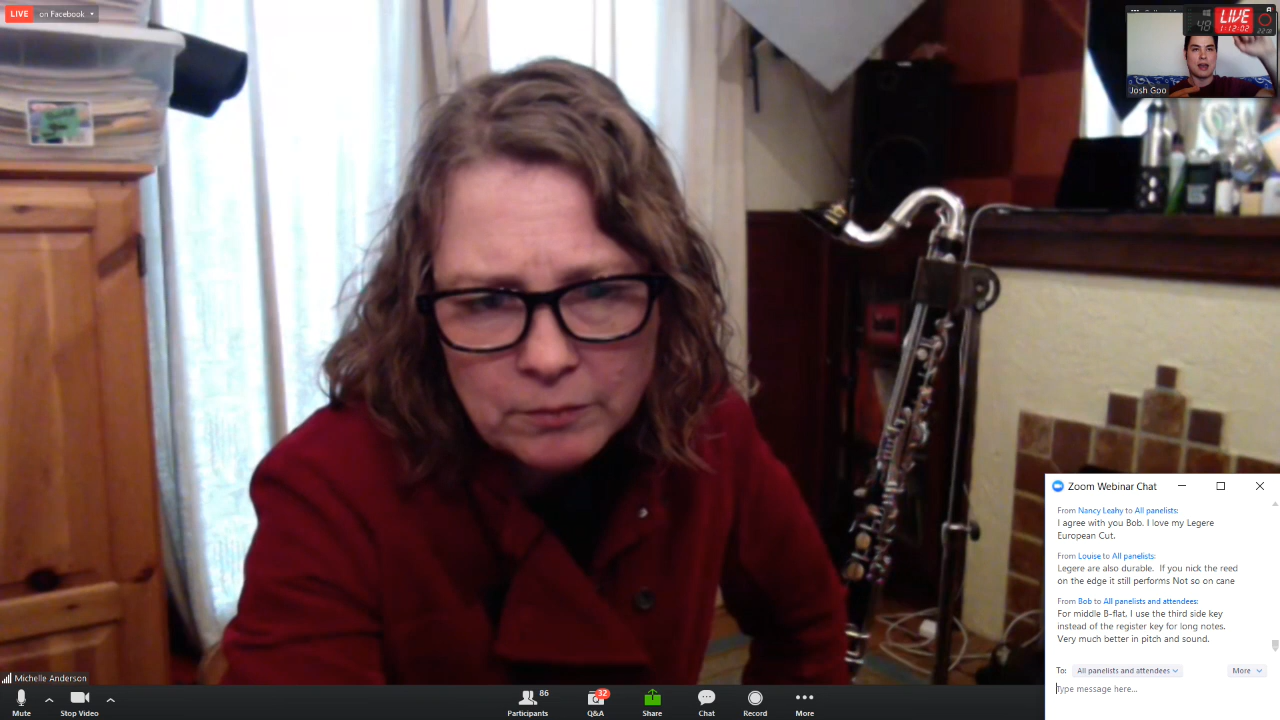 LIVE on Facebook
48 LIVE
1:12:02
Josh Goo
Zoom Webinar Chat
From Nancy Leahy to All panelists:
I agree with you Bob. I love my Legere
European Cut.
From Louise to All panelists:
Legere are also durable. If you nick the reed
on the edge it still performs Not so on cane
From Bob to All panelists and attendees:
For middle B-flat, I use the third side key
instead of the register key for long notes.
Very much better in pitch and sound.
To: All panelists and attendees More
Type message here...
Michelle Anderson
86
32
Mute
Stop Video
Participants
Q&A
Share
Chat
Record
More